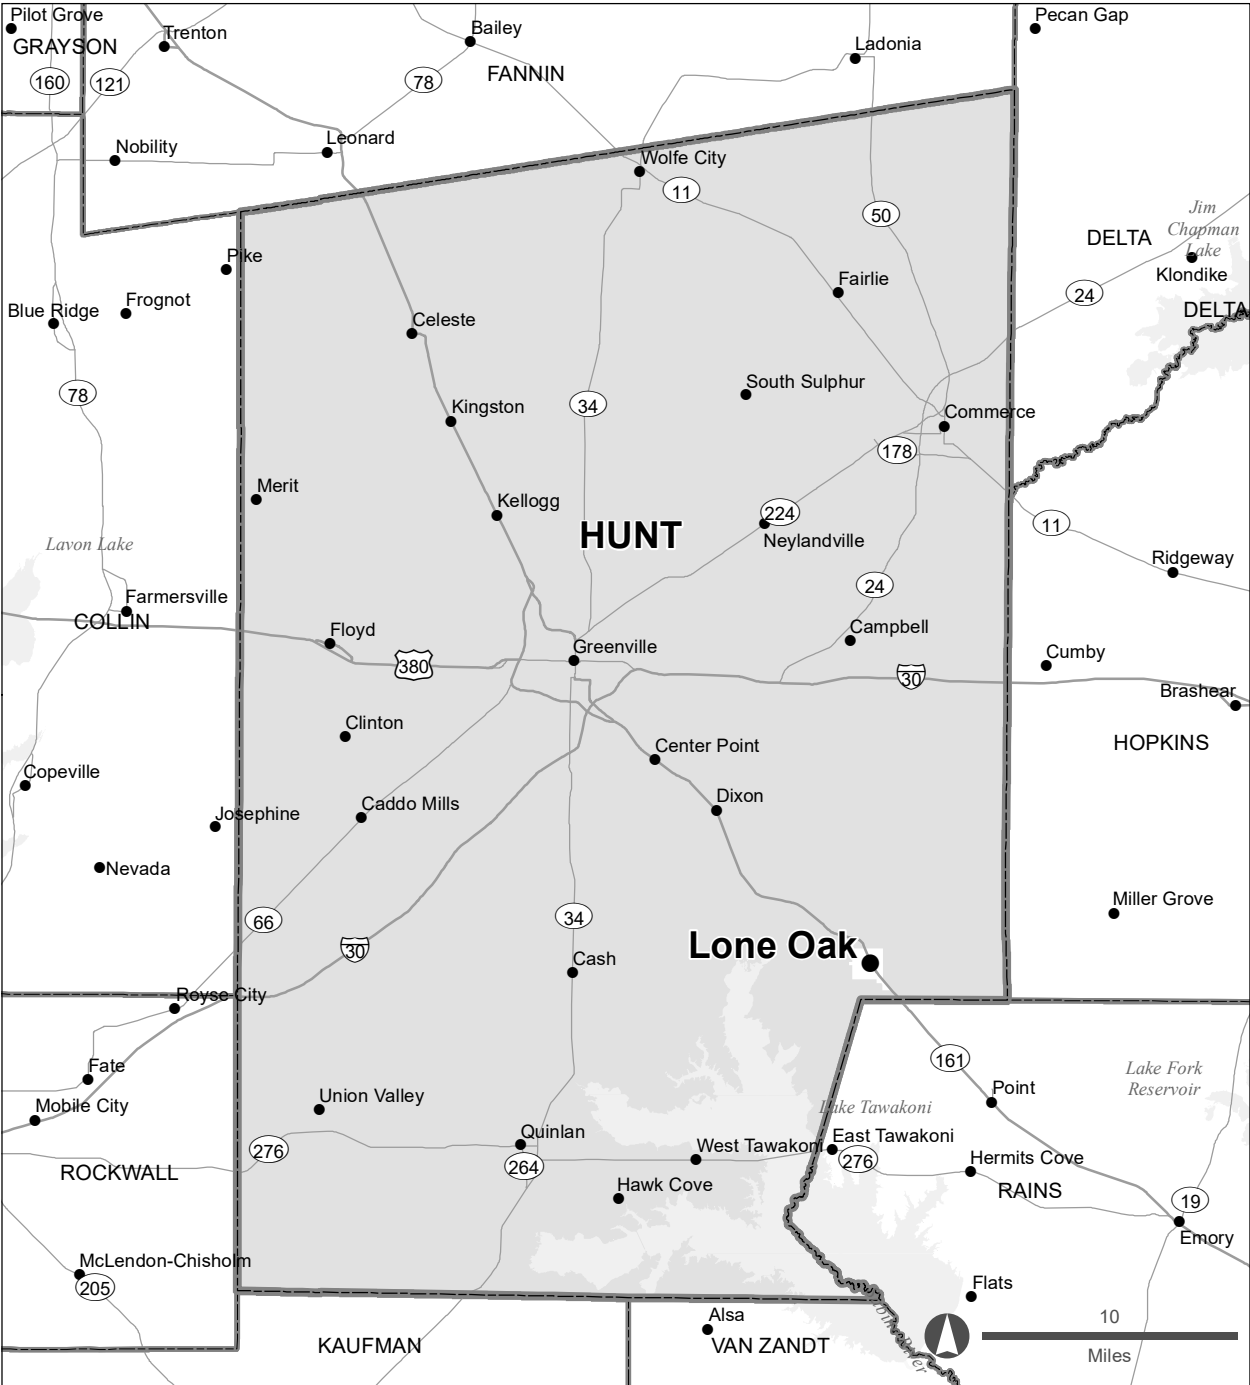 Pilot Grove
GRAYSON
Trenton
Bailey
Ladonia
Pecan Gap
160
121
78
FANNIN
Nobility
Leonard
Wolfe City
11
50
Jim
Chapman
Lake
DELTA
Klondike
24
DELTA
Pike
Frognot
Blue Ridge
Fairlie
Celeste
78
Kingston
34
South Sulphur
Commerce
178
Merit
Kellogg
HUNT
224
Neylandville
11
Ridgeway
Lavon Lake
Farmersville
COLLIN
24
Floyd
380
Greenville
Campbell
30
Cumby
Brashear
HOPKINS
Clinton
Center Point
Copeville
Caddo Mills
Dixon
Josephine
Nevada
66
30
34
Cash
Lone Oak
Miller Grove
Royse City
Fate
Mobile City
161
Point
Lake Fork
Reservoir
Union Valley
Lake Tawakoni
276
Quinlan
264
West Tawakoni
East Tawakoni
276
Hermits Cove
RAINS
ROCKWALL
Hawk Cove
19
Emory
McLendon-Chisholm
205
Flats
Alsa
KAUFMAN
VAN ZANDT
10
Miles